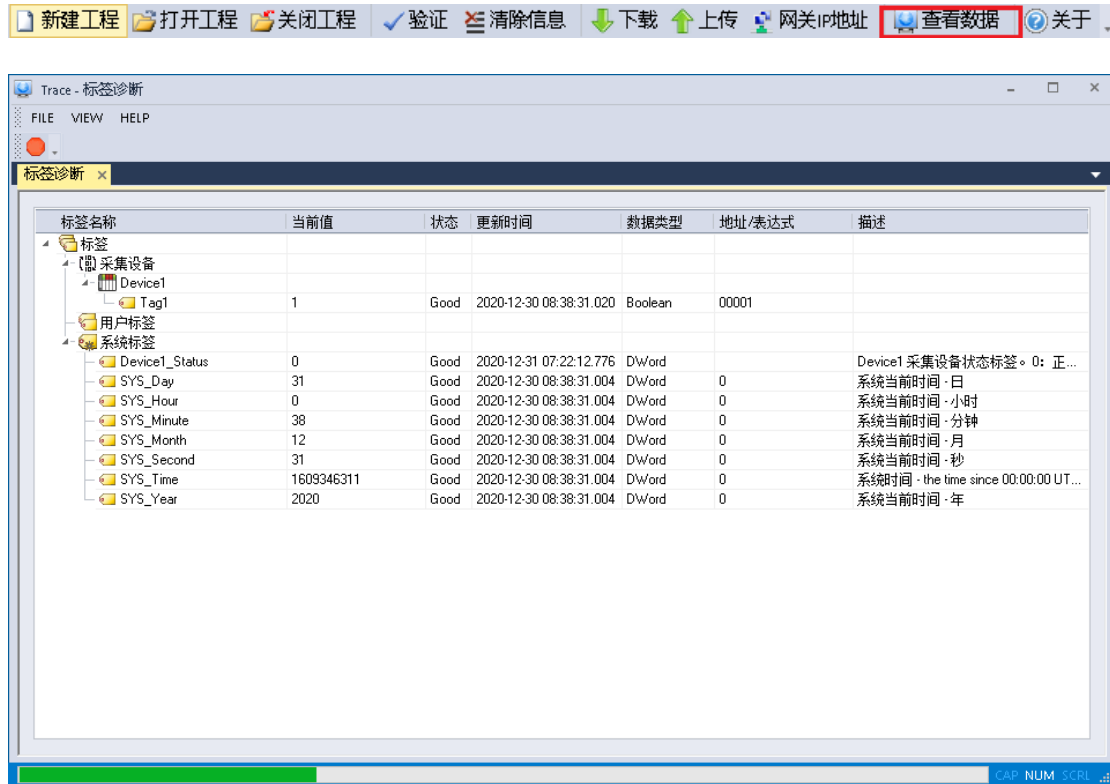 新建工程 打开工程 关闭工程 验证 清除信息 下载 上传 网关IP地址 查看数据 关于
Trace - 标签诊断
FILE VIEW HELP
标签诊断
标签名称 当前值 状态 更新时间 数据类型 地址/表达式 描述
标签
采集设备
Device1
Tag1 1 Good 2020-12-30 08:38:31.020 Boolean 00001
用户标签
系统标签
Device1_Status 0 Good 2020-12-31 07:22:12.776 DWord Device1 采集设备状态标签。0：正...
SYS_Day 31 Good 2020-12-30 08:38:31.004 DWord 0 系统当前时间 - 日
SYS_Hour 0 Good 2020-12-30 08:38:31.004 DWord 0 系统当前时间 - 小时
SYS_Minute 38 Good 2020-12-30 08:38:31.004 DWord 0 系统当前时间 - 分钟
SYS_Month 12 Good 2020-12-30 08:38:31.004 DWord 0 系统当前时间 - 月
SYS_Second 31 Good 2020-12-30 08:38:31.004 DWord 0 系统当前时间 - 秒
SYS_Time 1609346311 Good 2020-12-30 08:38:31.004 DWord 0 系统时间 - the time since 00:00:00 UT...
SYS_Year 2020 Good 2020-12-30 08:38:31.004 DWord 0 系统当前时间 - 年
CAP NUM SCRL